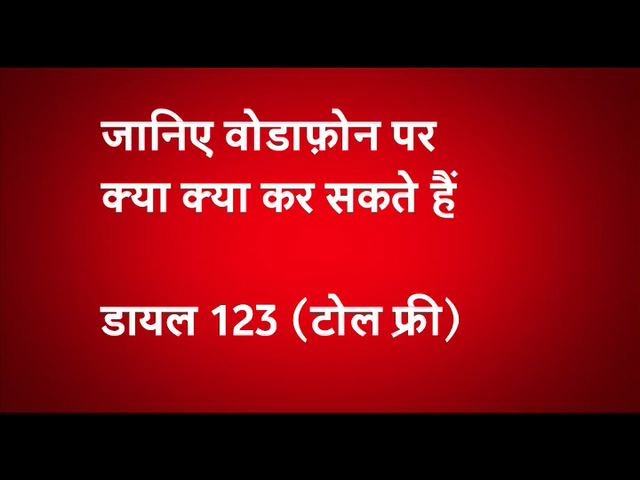 जानिए वोडाफ़ोन पर
क्या क्या कर सकते हैं
डायल 123 (टोल फ्री)